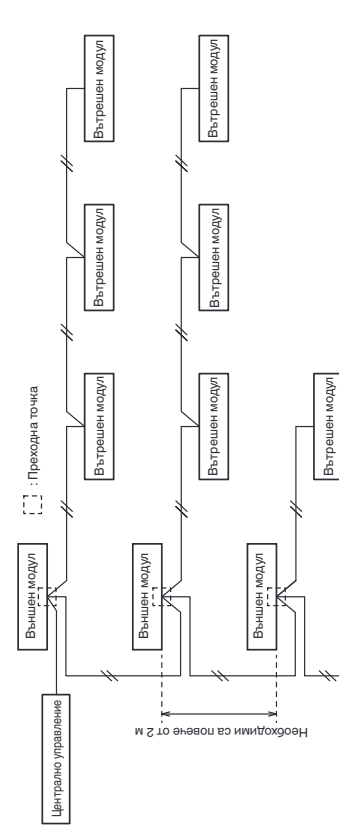 Централно управление
Външен модул
: Преходна точка
Вътрешен модул
Вътрешен модул
Вътрешен модул
Външен модул
Вътрешен модул
Вътрешен модул
Вътрешен модул
Необходими са повече от 2 м
Външен модул
Вътрешен модул